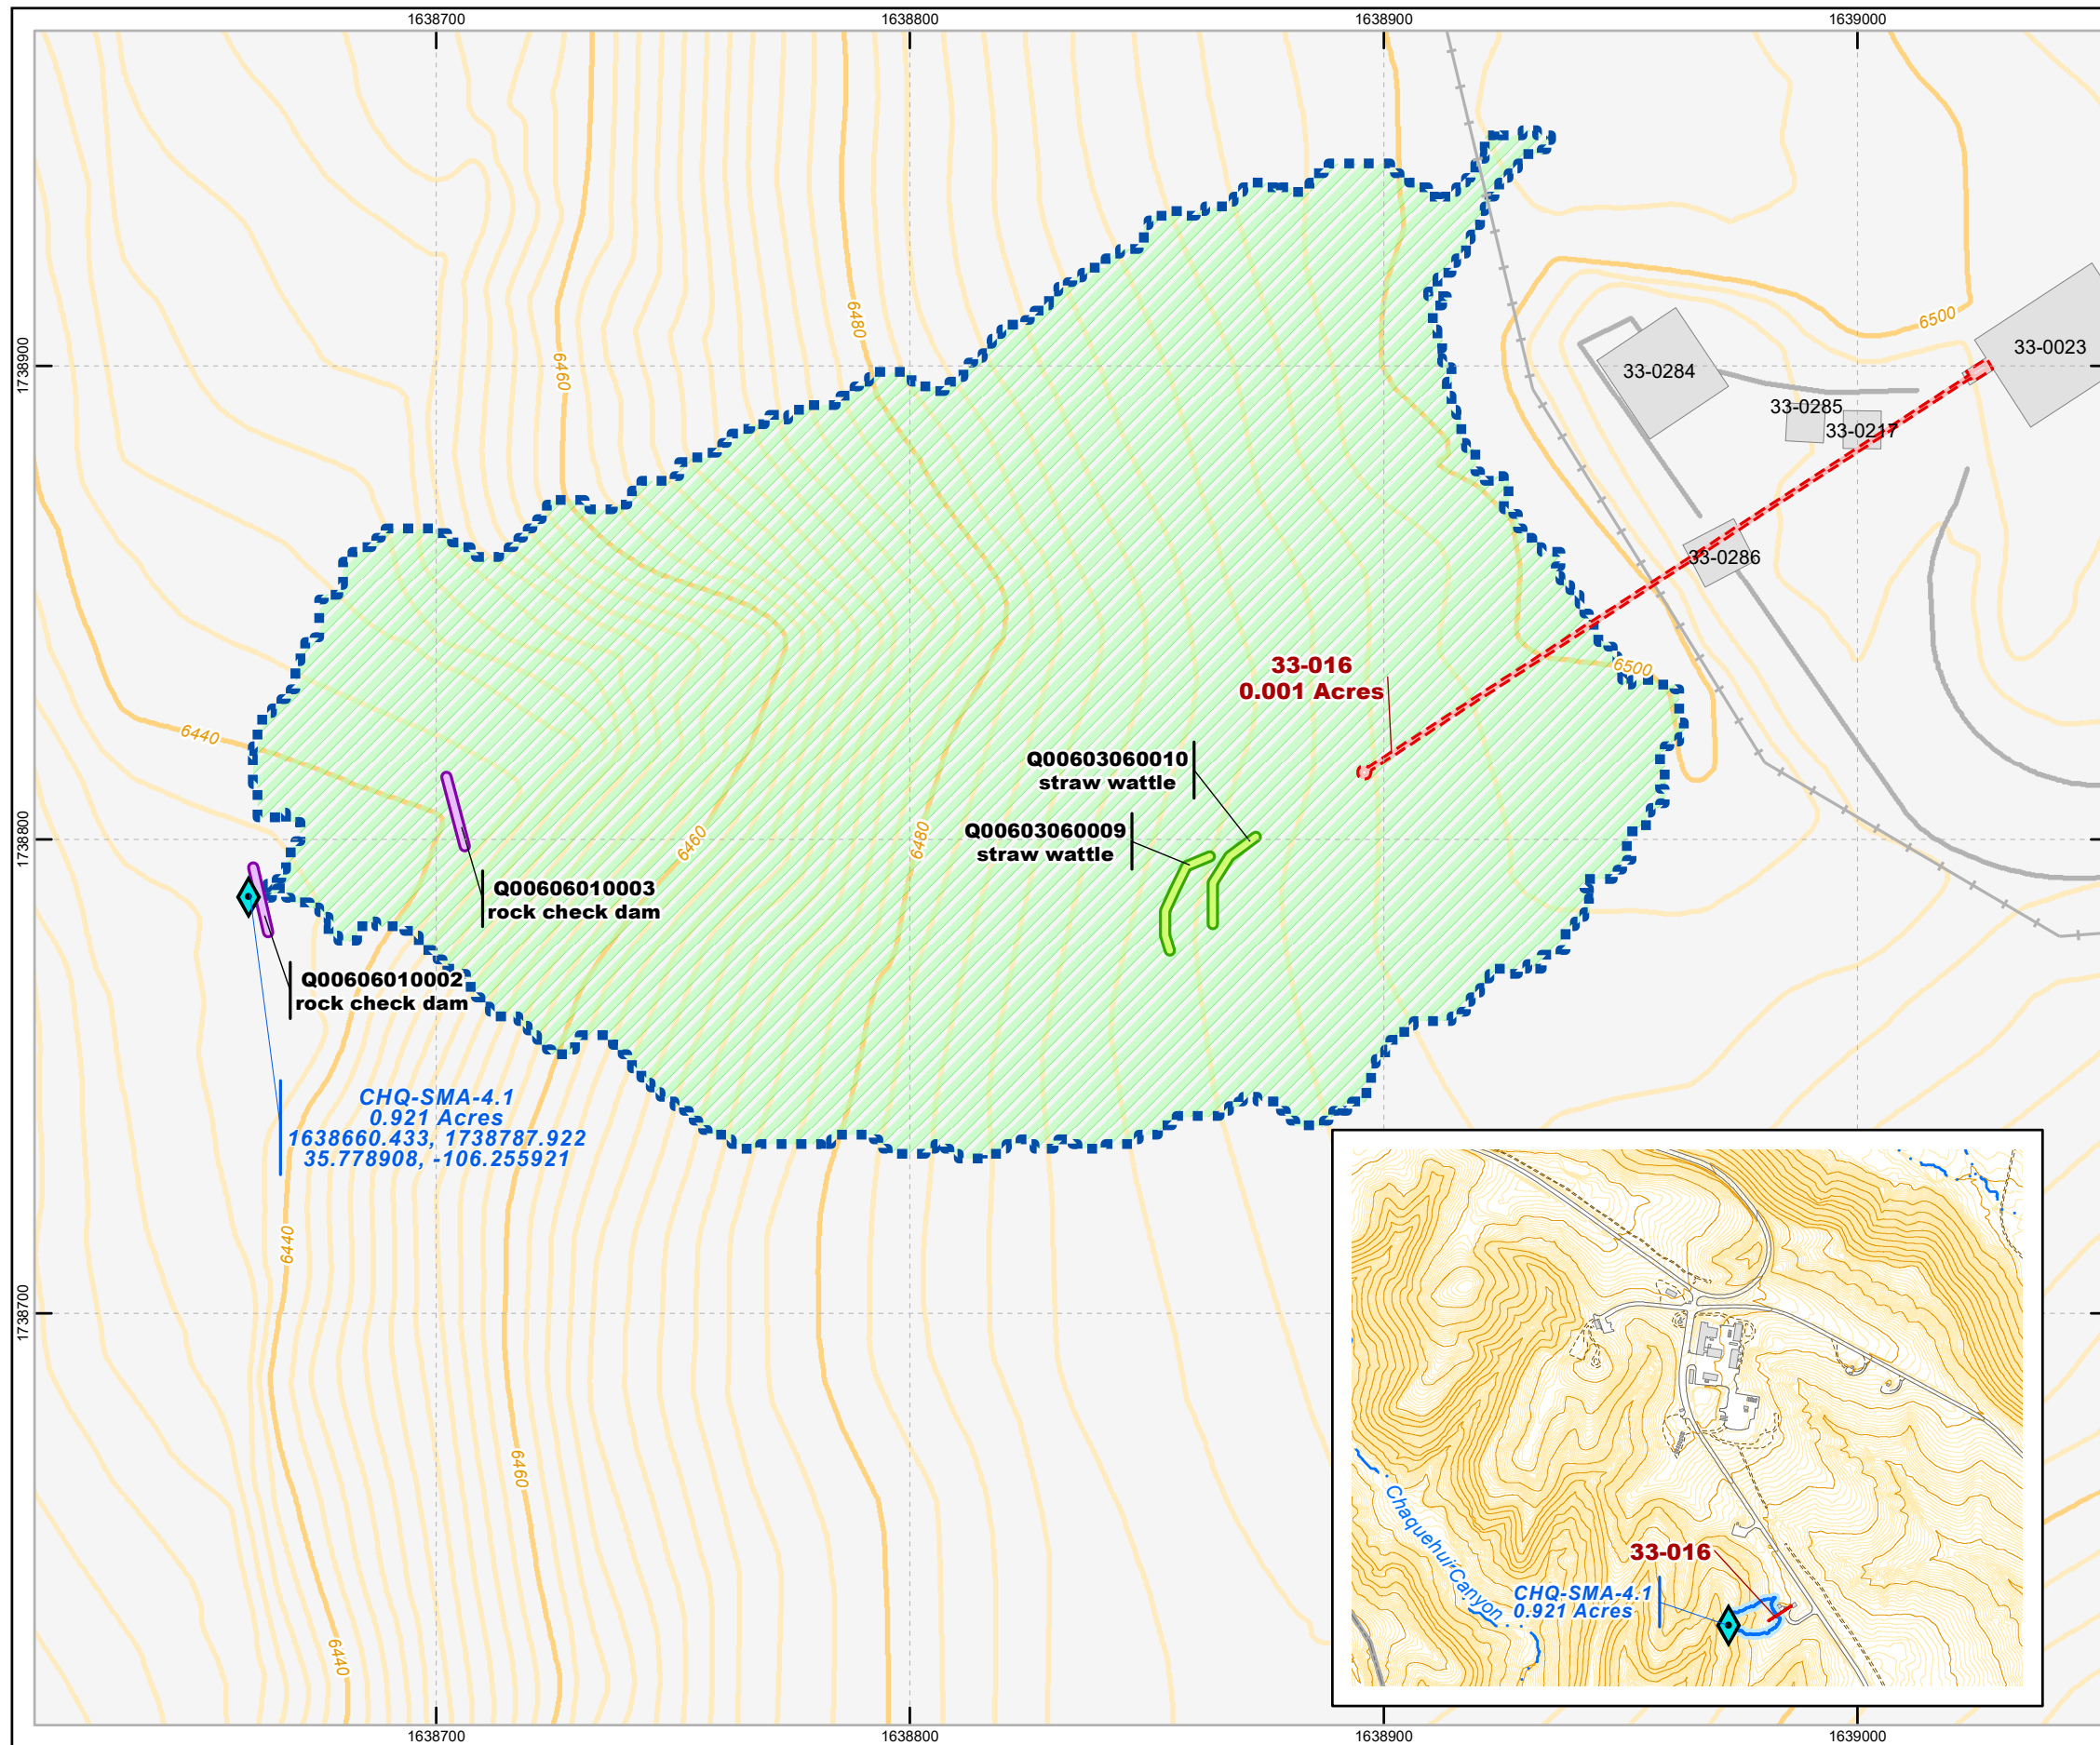 1638700
1638800
1638900
1639000
1738900
1738800
1738700
6460
6480
6500
33-0284
33-0023
33-0285
33-0217
33-0286
33-016
0.001 Acres
6500
6440
Q00603060010
straw wattle
Q00603060009
straw wattle
6460
6480
Q00606010003
rock check dam
Q00606010002
rock check dam
CHQ-SMA-4.1
0.921 Acres
1638660.433, 1738787.922
35.778908, -106.255921
6440
6460
6440
Chaquehui Canyon
33-016
CHQ-SMA-4.1
0.921 Acres
1638700
1638800
1638900
1639000